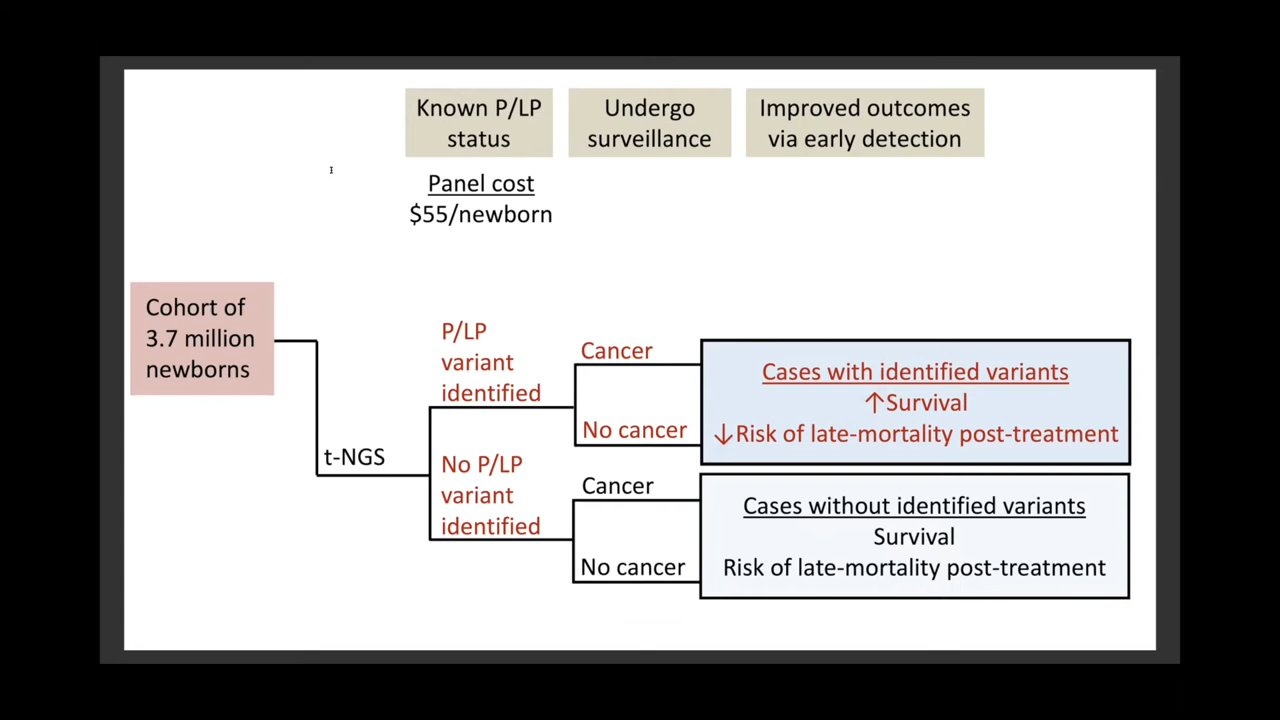 Known P/LP
status
Undergo
surveillance
Improved outcomes
via early detection
Panel cost
$55/newborn
Cohort of
3.7 million
newborns
t-NGS
P/LP
variant
identified
No P/LP
variant
identified
Cancer
No cancer
Cancer
No cancer
Cases with identified variants
↑Survival
↓Risk of late-mortality post-treatment
Cases without identified variants
Survival
Risk of late-mortality post-treatment